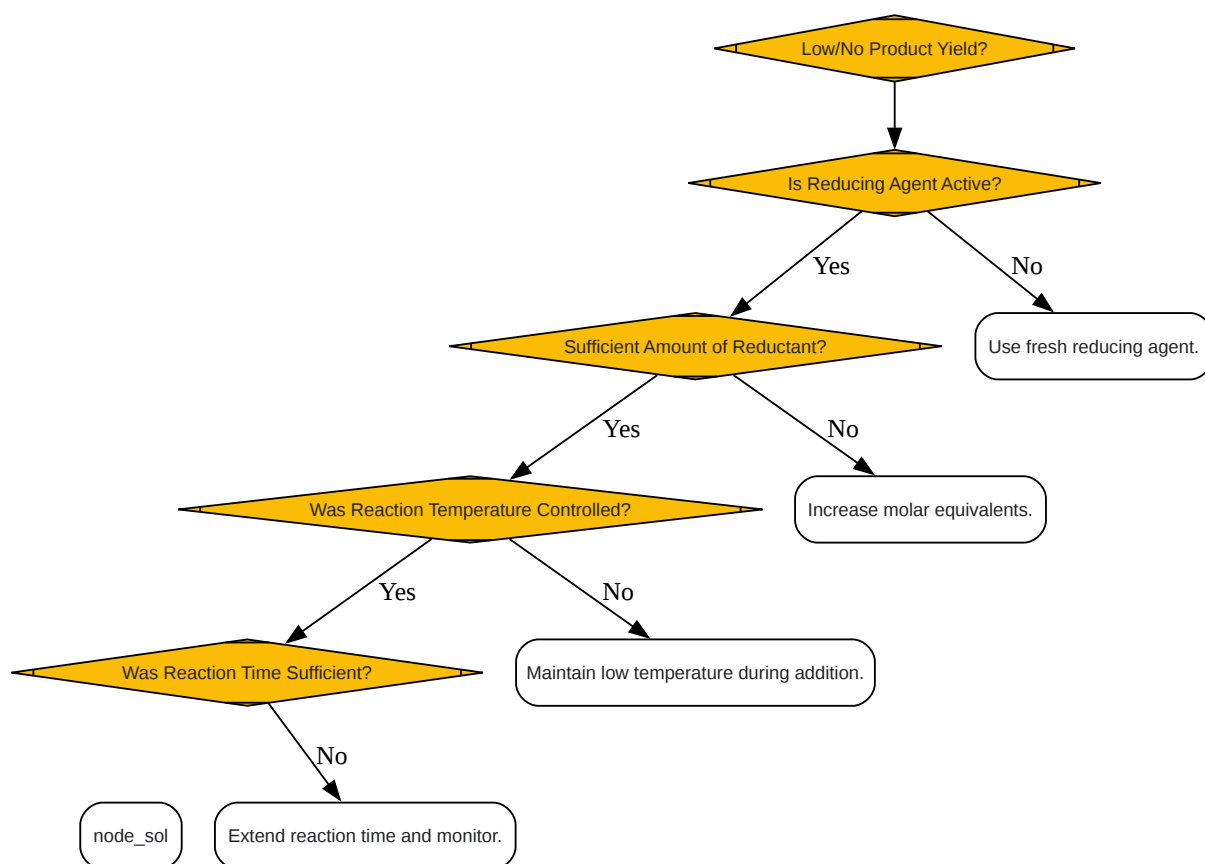 Low/No Product Yield?
Is Reducing Agent Active?
Yes
No
Sufficient Amount of Reductant?
Use fresh reducing agent.
Yes
No
Was Reaction Temperature Controlled?
Increase molar equivalents.
Yes
No
Was Reaction Time Sufficient?
Maintain low temperature during addition.
No
node_sol
Extend reaction time and monitor.